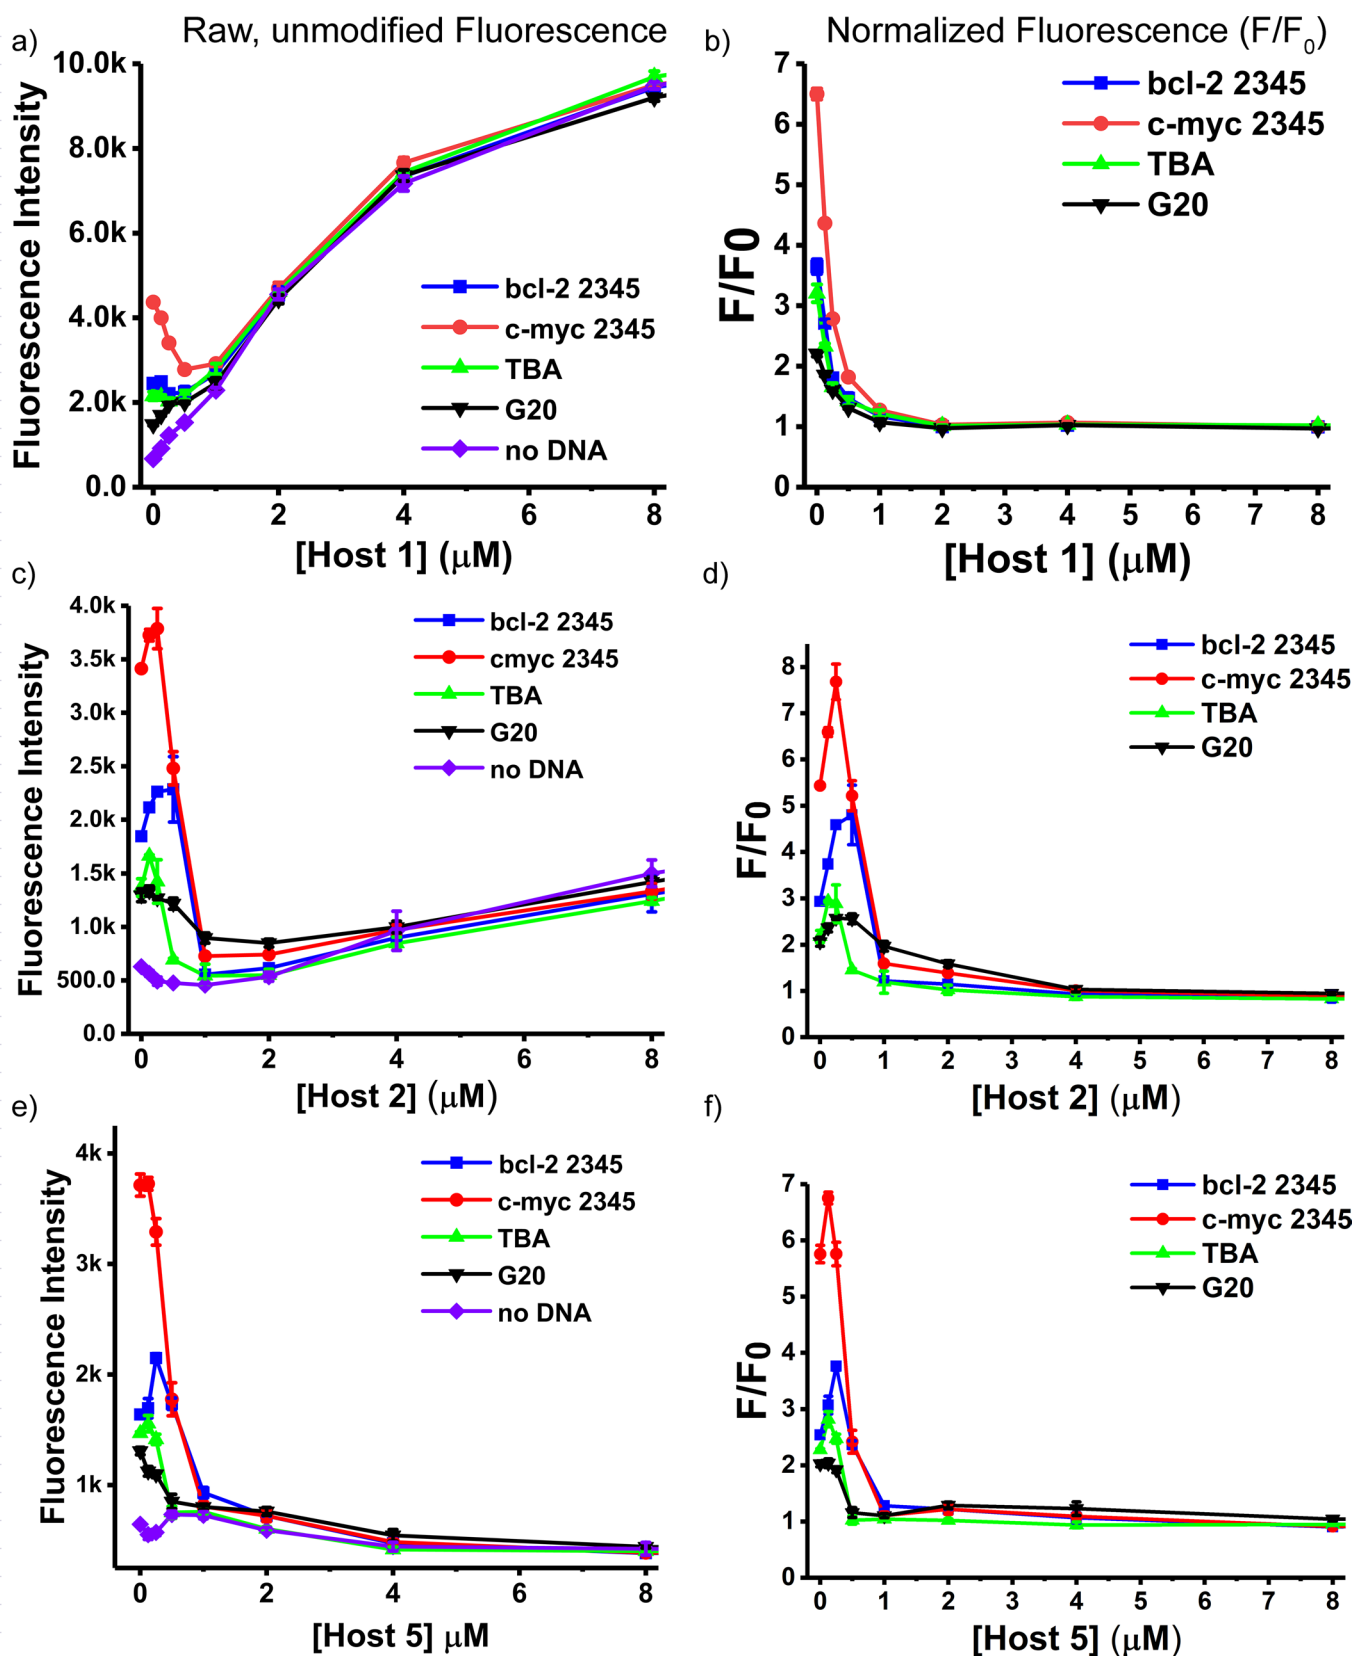 a)
Raw, unmodified Fluorescence
Fluorescence Intensity
10.0k
8.0k
6.0k
4.0k
2.0k
0.0
bcl-2 2345
c-myc 2345
TBA
G20
no DNA
0 2 4 6 8
[Host 1] (μM)
b)
Normalized Fluorescence (F/F0)
F/F0
7
6
5
4
3
2
1
0
bcl-2 2345
c-myc 2345
TBA
G20
0 1 2 3 4 5 6 7 8
[Host 1] (μM)
c)
Fluorescence Intensity
4.0k
3.5k
3.0k
2.5k
2.0k
1.5k
1.0k
500.0
0.0
bcl-2 2345
cmyc 2345
TBA
G20
no DNA
0 2 4 6 8
[Host 2] (μM)
d)
F/F0
8
7
6
5
4
3
2
1
0
bcl-2 2345
c-myc 2345
TBA
G20
0 1 2 3 4 5 6 7 8
[Host 2] (μM)
e)
Fluorescence Intensity
4k
3k
2k
1k
bcl-2 2345
c-myc 2345
TBA
G20
no DNA
0 2 4 6 8
[Host 5] μM
f)
F/F0
7
6
5
4
3
2
1
0
bcl-2 2345
c-myc 2345
TBA
G20
0 1 2 3 4 5 6 7 8
[Host 5] (μM)